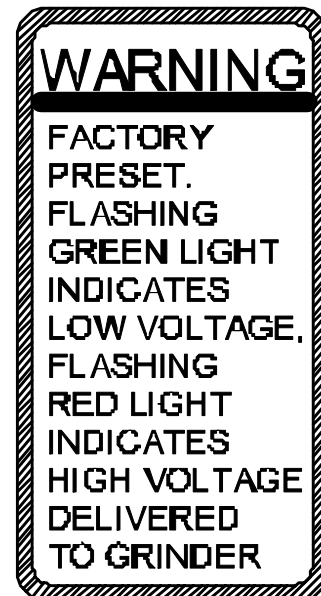 WARNING
FACTORY
PRESET.
FLASHING
GREEN LIGHT
INDICATES
LOW VOLTAGE,
FLASHING
RED LIGHT
INDICATES
HIGH VOLTAGE
DELIVERED
TO GRINDER